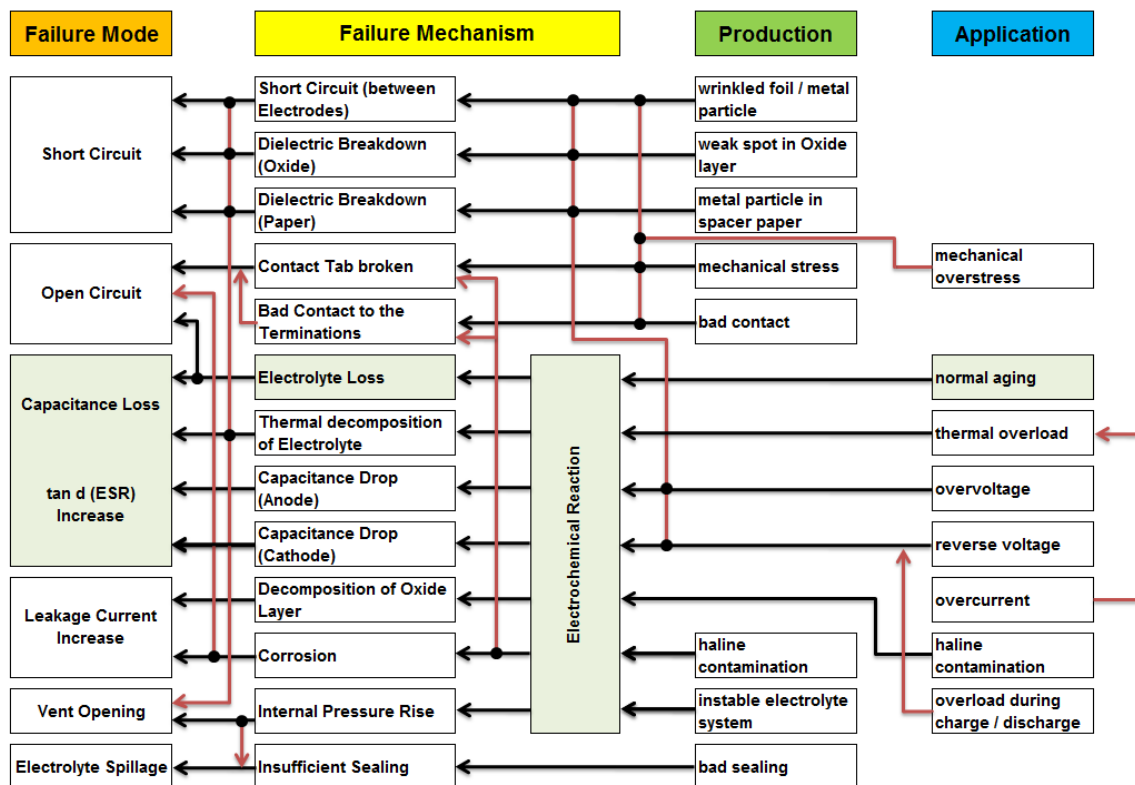 Failure Mode
Failure Mechanism
Production
Application
Short Circuit
Short Circuit (between
Electrodes)
wrinkled foil / metal
particle
Dielectric Breakdown
(Oxide)
weak spot in Oxide
layer
Dielectric Breakdown
(Paper)
metal particle in
spacer paper
Open Circuit
Contact Tab broken
mechanical stress
mechanical
overstress
Bad Contact to the
Terminations
bad contact
Capacitance Loss
tan d (ESR)
Increase
Electrolyte Loss
Electrochemical Reaction
normal aging
Thermal decomposition
of Electrolyte
thermal overload
Capacitance Drop
(Anode)
overvoltage
Capacitance Drop
(Cathode)
reverse voltage
Leakage Current
Increase
Decomposition of Oxide
Layer
overcurrent
Corrosion
haline
contamination
haline
contamination
Vent Opening
Internal Pressure Rise
instable electrolyte
system
overload during
charge / discharge
Electrolyte Spillage
Insufficient Sealing
bad sealing